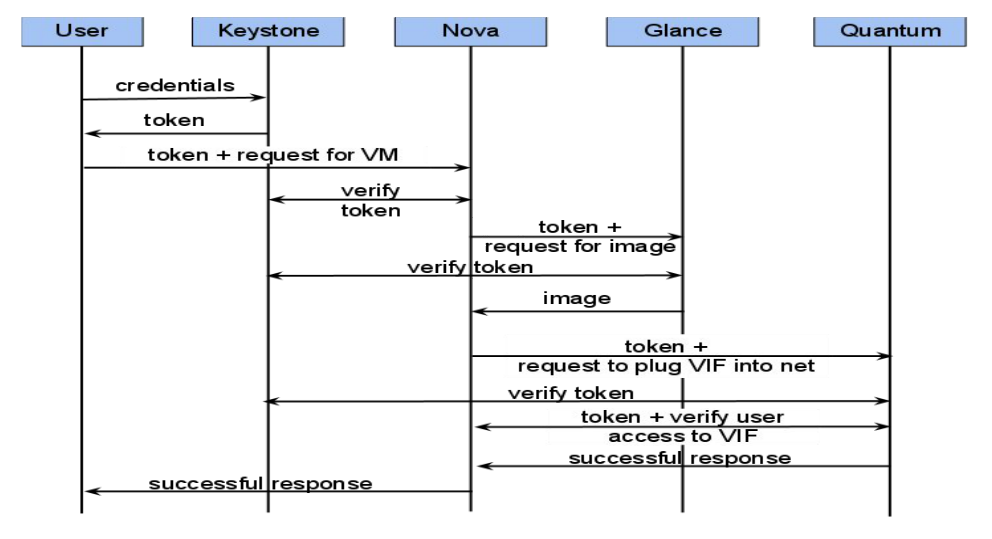 User Keystone Nova Glance Quantum
credentials
token
token + request for VM
verify
token
token +
request for image
verify token
image
token +
request to plug VIF into net
verify token
token + verify user
access to VIF
successful response
successful response